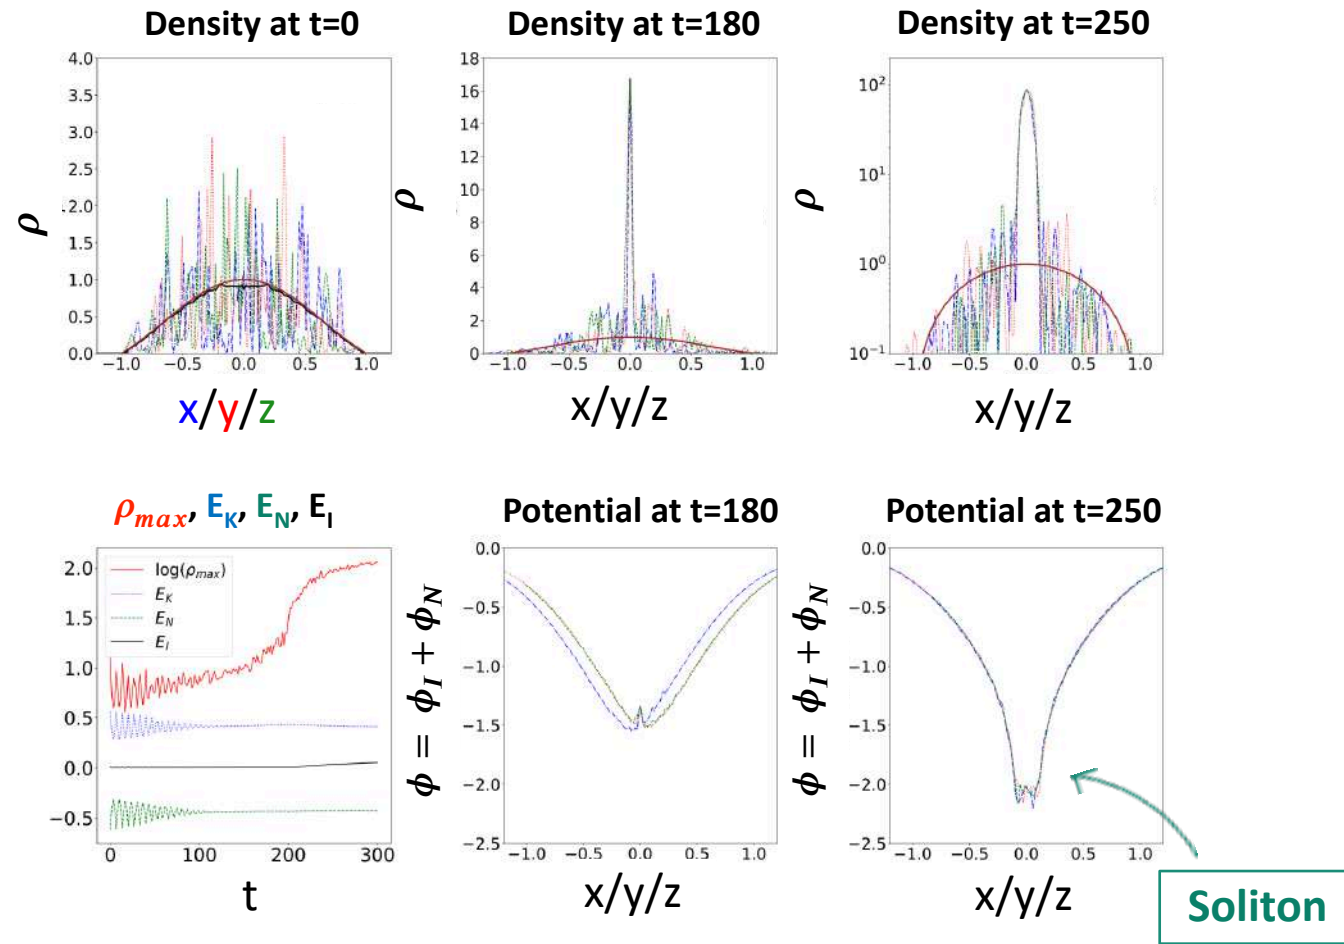 Density at t=0
Density at t=180
Density at t=250
4.0
3.5
3.0
2.5
2.0
1.5
1.0
0.5
0.0
ρ
−1.0 −0.5 0.0 0.5 1.0
x/y/z
18
16
14
12
10
8
6
4
2
0
ρ
−1.0 −0.5 0.0 0.5 1.0
x/y/z
10²
10¹
10⁰
10⁻¹
ρ
−1.0 −0.5 0.0 0.5 1.0
x/y/z
ρmax, EK, EN, EI
Potential at t=180
Potential at t=250
2.0
1.5
1.0
0.5
0.0
−0.5
log(ρmax)
EK
EN
EI
0 100 200 300
t
0.0
−0.5
−1.0
−1.5
−2.0
−2.5
ϕ = ϕI + ϕN
−1.0 −0.5 0.0 0.5 1.0
x/y/z
0.0
−0.5
−1.0
−1.5
−2.0
−2.5
ϕ = ϕI + ϕN
−1.0 −0.5 0.0 0.5 1.0
x/y/z
Soliton